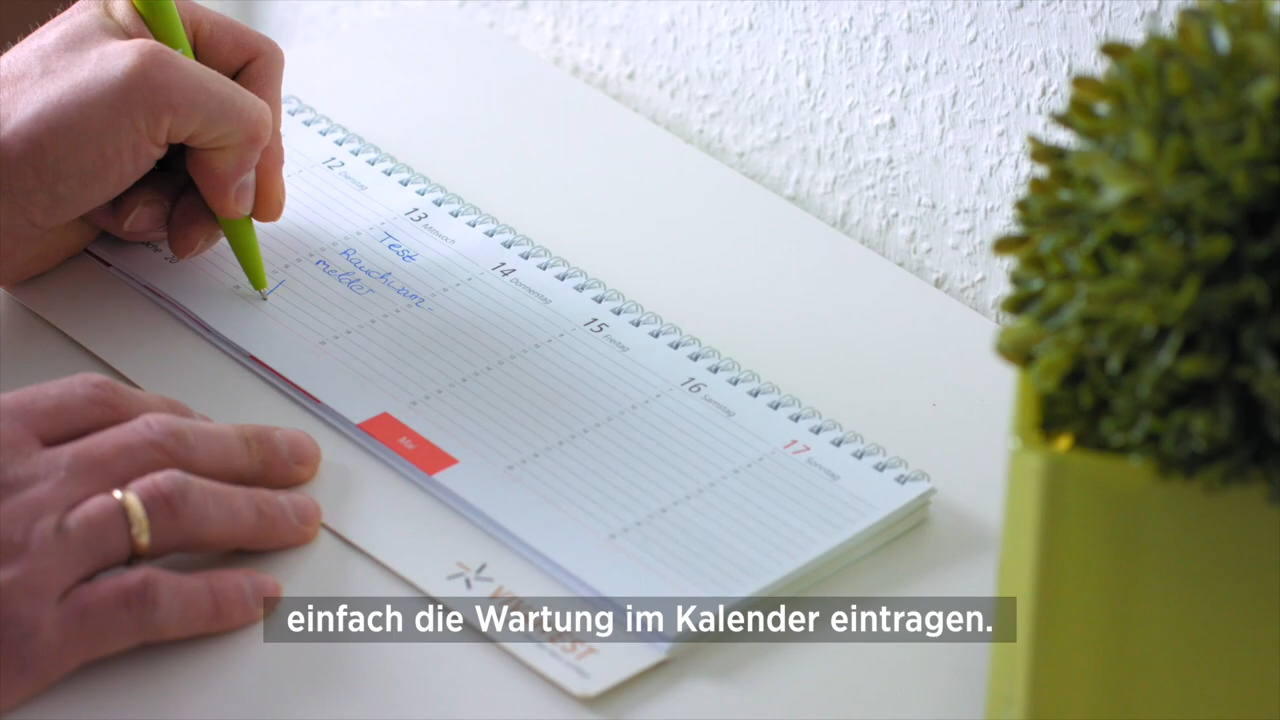 12 Dienstag
13 Mittwoch
Test
Rauchwarn-
melder
14 Donnerstag
15 Freitag
16 Samstag
17 Sonntag
20
Mai
einfach die Wartung im Kalender eintragen.